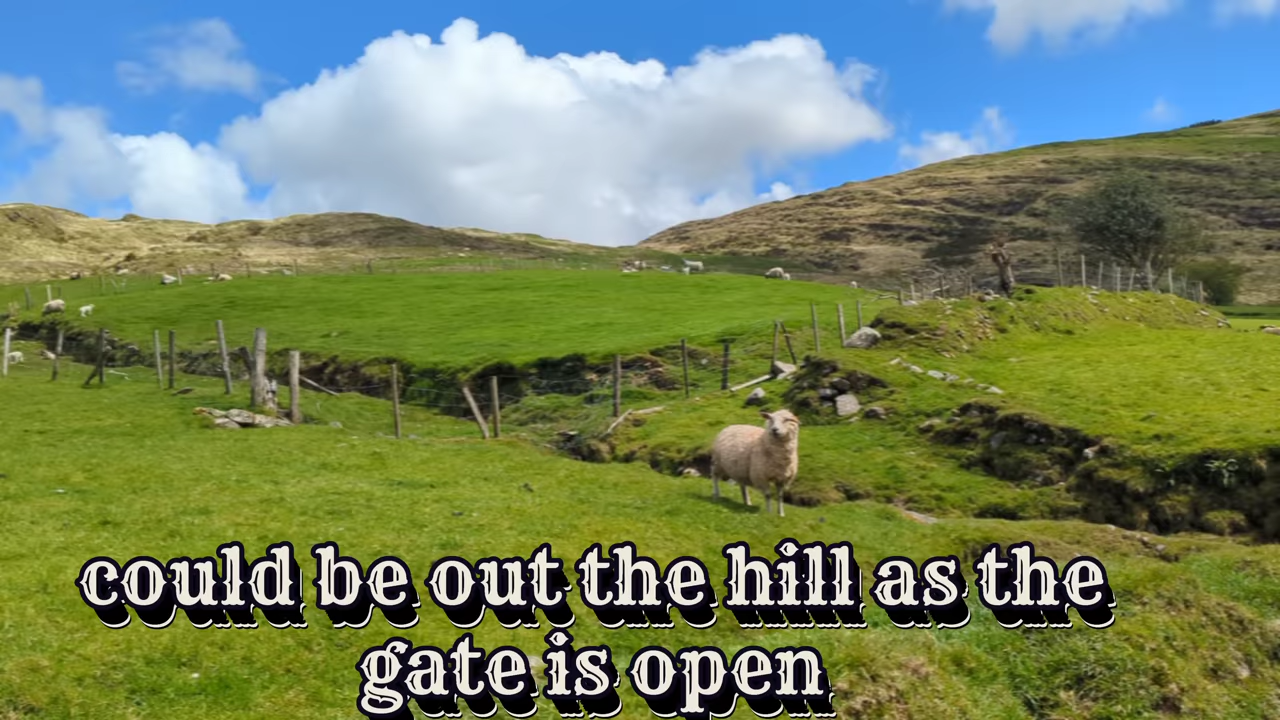 could be out the hill as the
gate is open